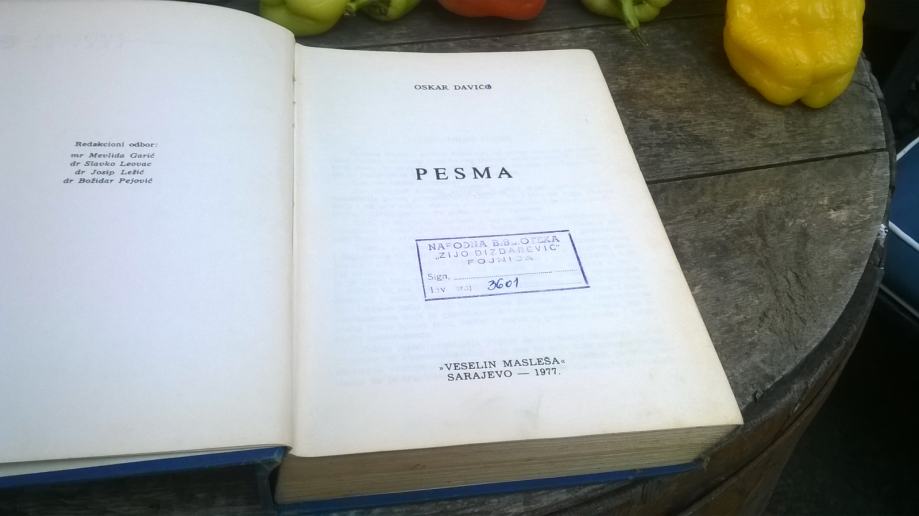 Redakcioni odbor:
mr Mevlida Garić
dr Slavko Leovac
dr Josip Lešić
dr Božidar Pejović
OSKAR DAVIČO
PESMA
NARODNA BIBLIOTEKA
„ZIJO DIZDAREVIĆ"
FOJNICA
Sign.
Inv. broj 3601
»VESELIN MASLEŠA«
SARAJEVO — 1977.